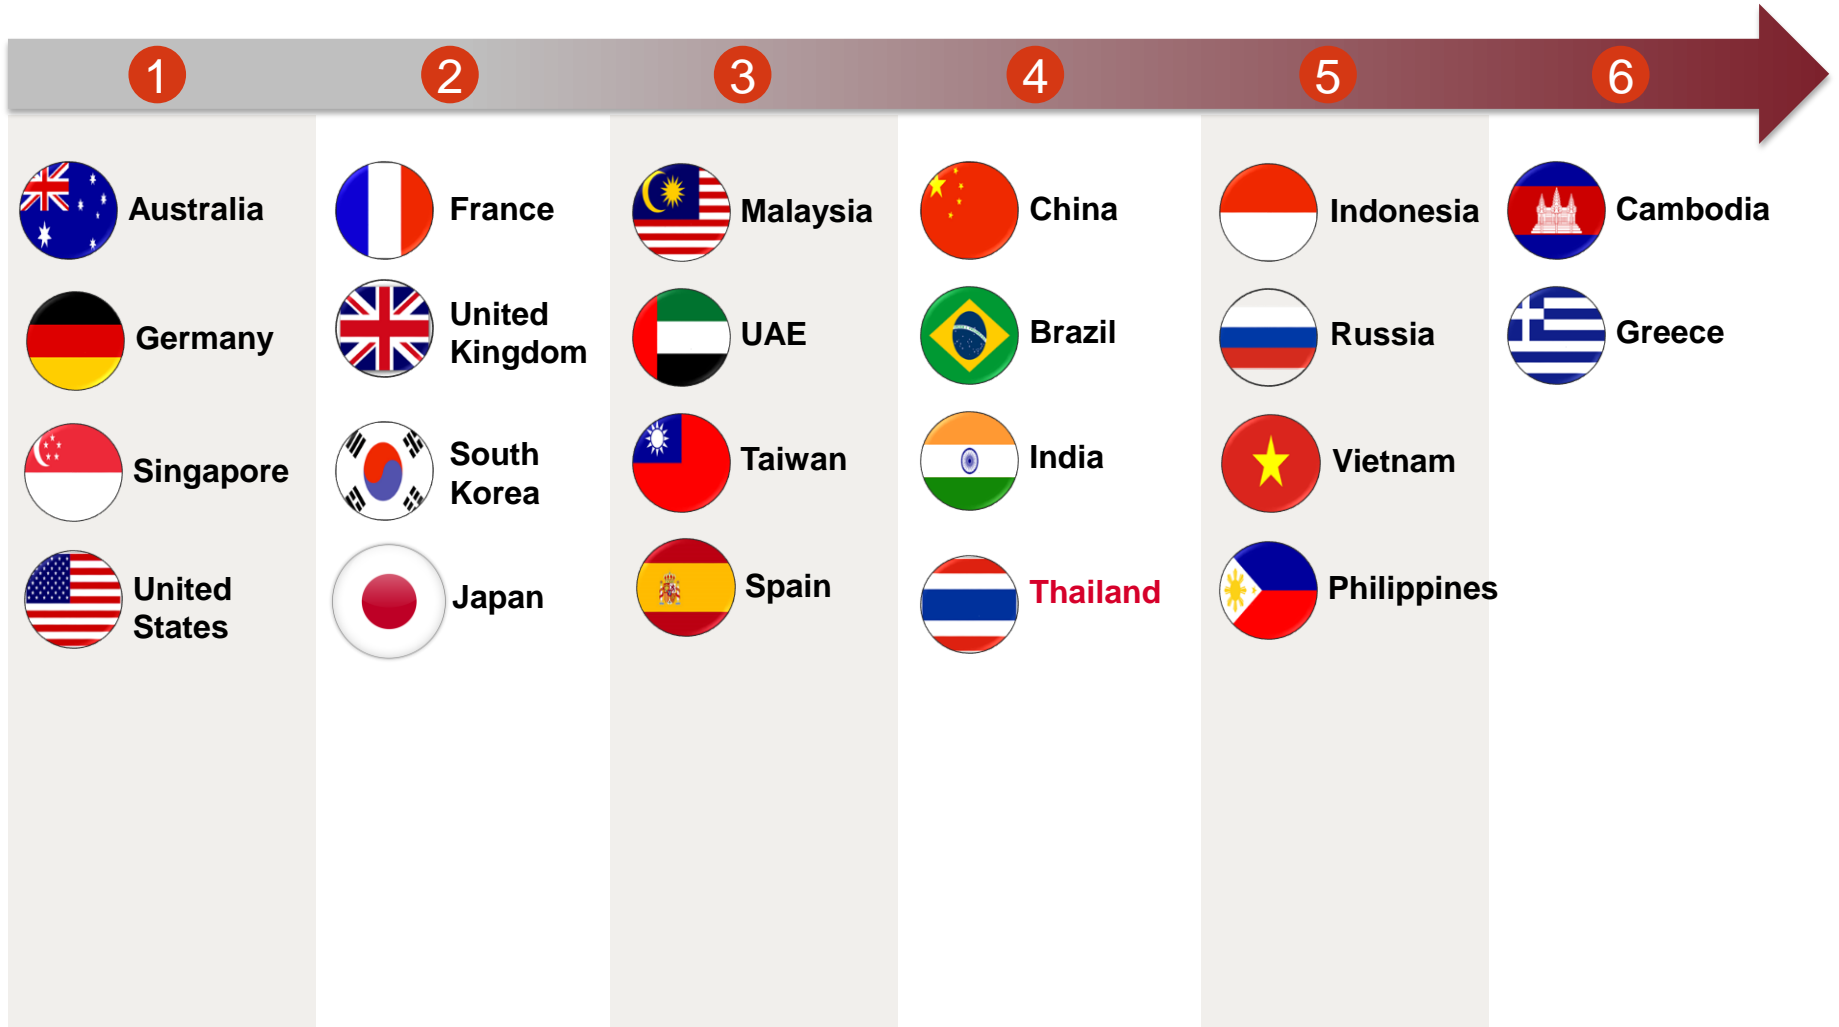 1
2
3
4
5
6
Australia
Germany
Singapore
United
States
France
United
Kingdom
South
Korea
Japan
Malaysia
UAE
Taiwan
Spain
China
Brazil
India
Thailand
Indonesia
Russia
Vietnam
Philippines
Cambodia
Greece